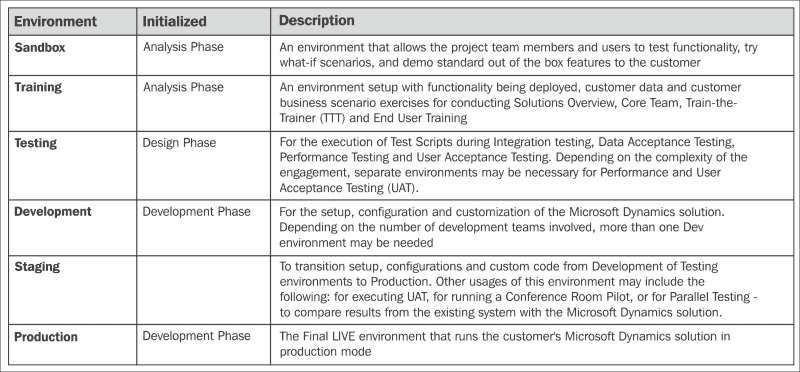 Environment Initialized Description
Sandbox Analysis Phase An environment that allows the project team members and users to test functionality, try
what-if scenarios, and demo standard out of the box features to the customer
Training Analysis Phase An environment setup with functionality being deployed, customer data and customer
business scenario exercises for conducting Solutions Overview, Core Team, Train-the-
Trainer (TTT) and End User Training
Testing Design Phase For the execution of Test Scripts during Integration testing, Data Acceptance Testing,
Performance Testing and User Acceptance Testing. Depending on the complexity of the
engagement, separate environments may be necessary for Performance and User
Acceptance Testing (UAT).
Development Development Phase For the setup, configuration and customization of the Microsoft Dynamics solution.
Depending on the number of development teams involved, more than one Dev
environment may be needed
Staging To transition setup, configurations and custom code from Development of Testing
environments to Production. Other usages of this environment may include the
following: for executing UAT, for running a Conference Room Pilot, or for Parallel Testing -
to compare results from the existing system with the Microsoft Dynamics solution.
Production Development Phase The Final LIVE environment that runs the customer's Microsoft Dynamics solution in
production mode